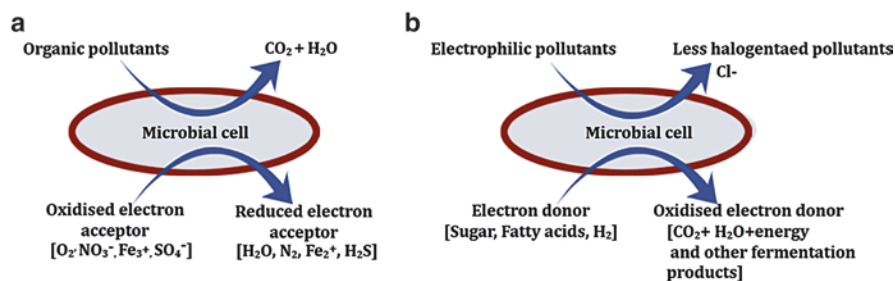 a
Organic pollutants
CO₂ + H₂O
Microbial cell
Oxidised electron
acceptor
[O₂·NO₃⁻, Fe₃⁺, SO₄⁻]
Reduced electron
acceptor
[H₂O, N₂, Fe₂⁺, H₂S]
b
Electrophilic pollutants
Less halogentaed pollutants
Cl-
Microbial cell
Electron donor
[Sugar, Fatty acids, H₂]
Oxidised electron donor
[CO₂+ H₂O+energy
and other fermentation
products]